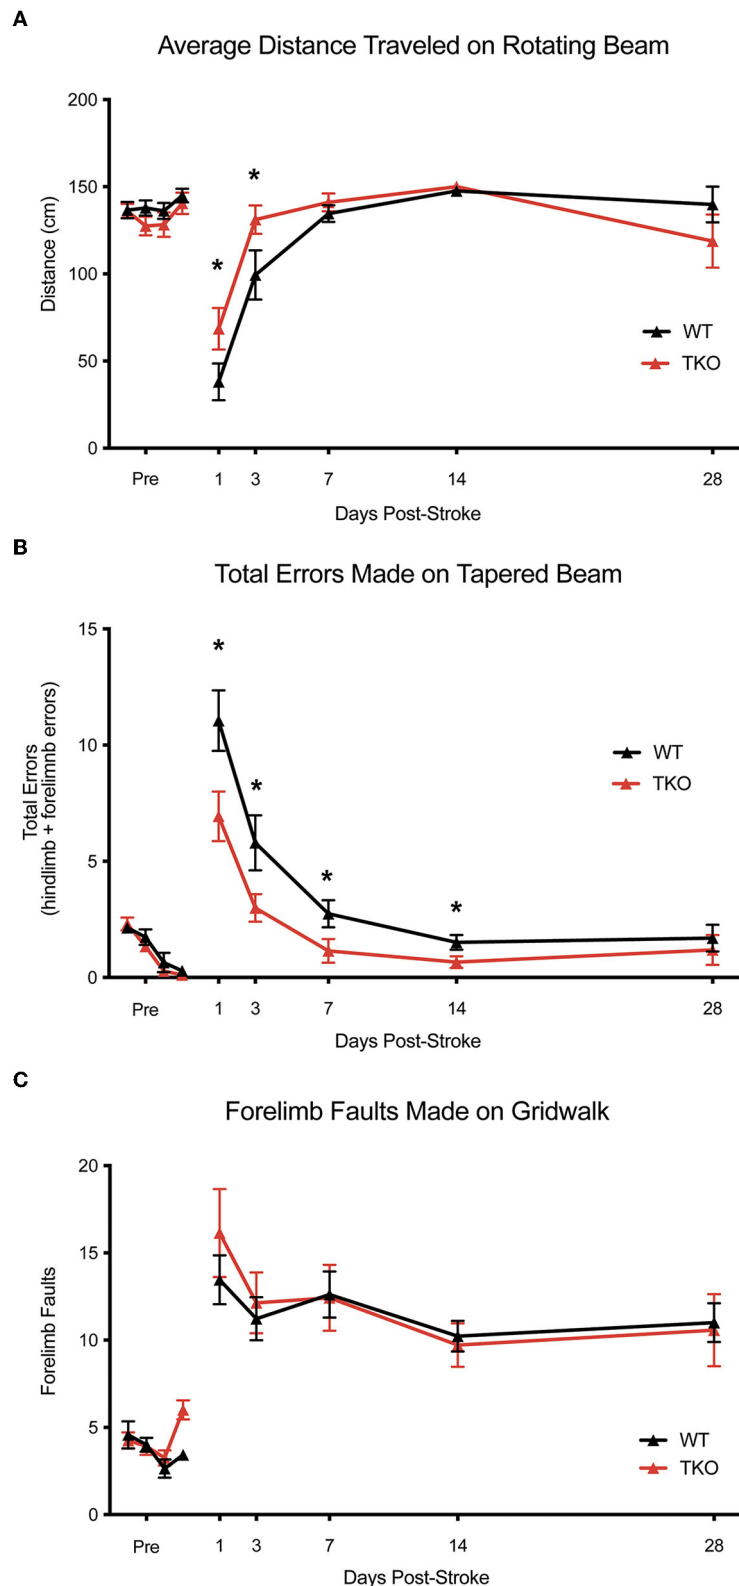 A
Average Distance Traveled on Rotating Beam
200
150
100
50
0
Distance (cm)
*
*
WT
TKO
Pre 1 3 7 14 28
Days Post-Stroke
B
Total Errors Made on Tapered Beam
15
10
5
0
Total Errors
(hindlimb + forelimnb errors)
*
*
*
*
WT
TKO
Pre 1 3 7 14 28
Days Post-Stroke
C
Forelimb Faults Made on Gridwalk
20
15
10
5
0
Forelimb Faults
WT
TKO
Pre 1 3 7 14 28
Days Post-Stroke